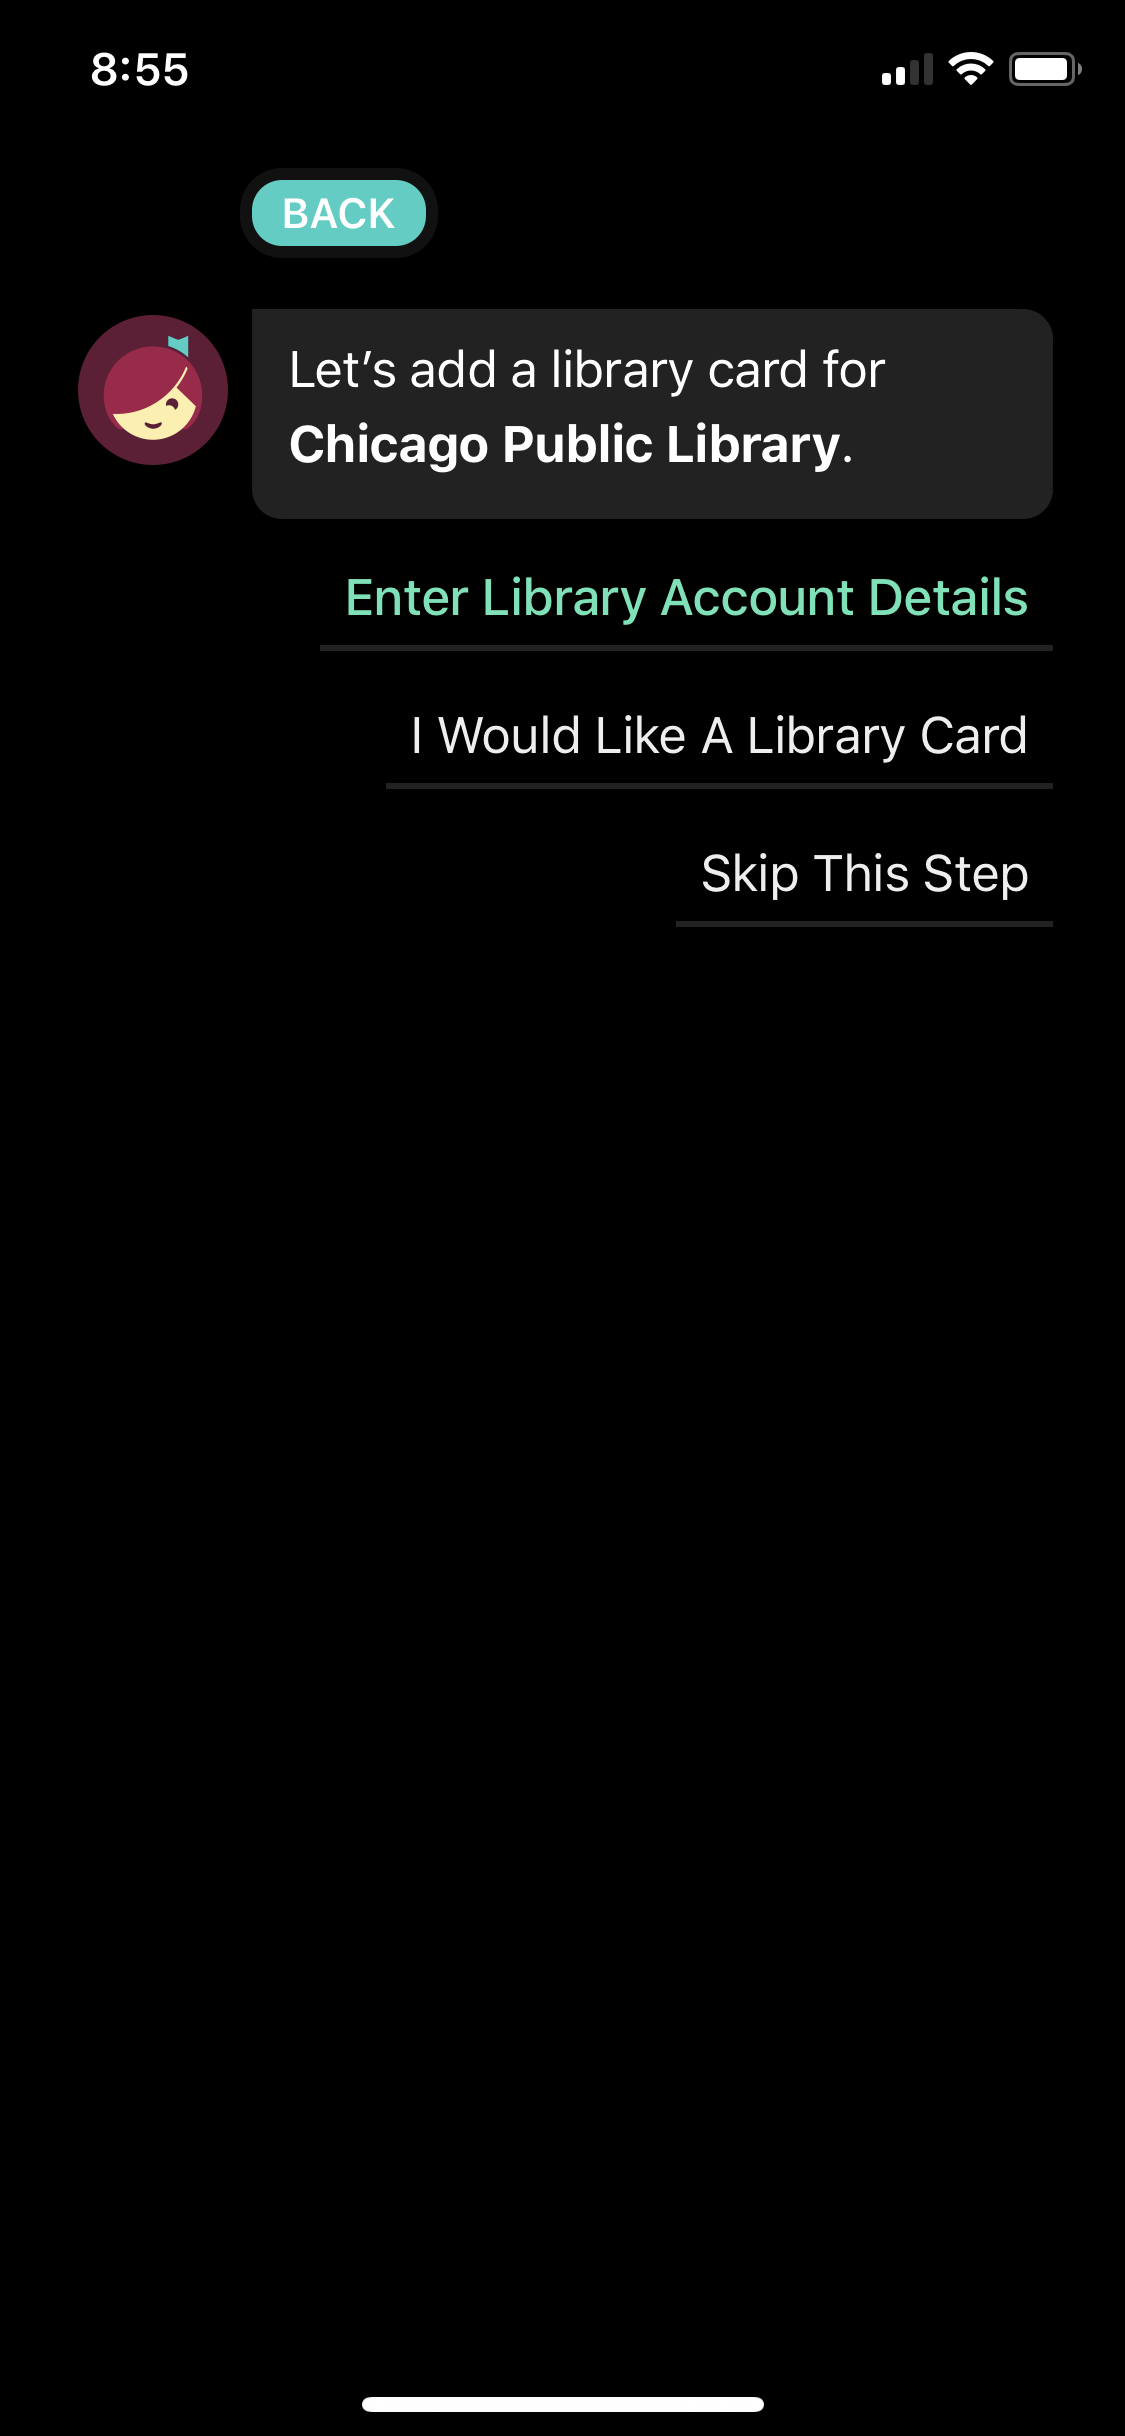 8:55
BACK
Let’s add a library card for
Chicago Public Library.
Enter Library Account Details
I Would Like A Library Card
Skip This Step